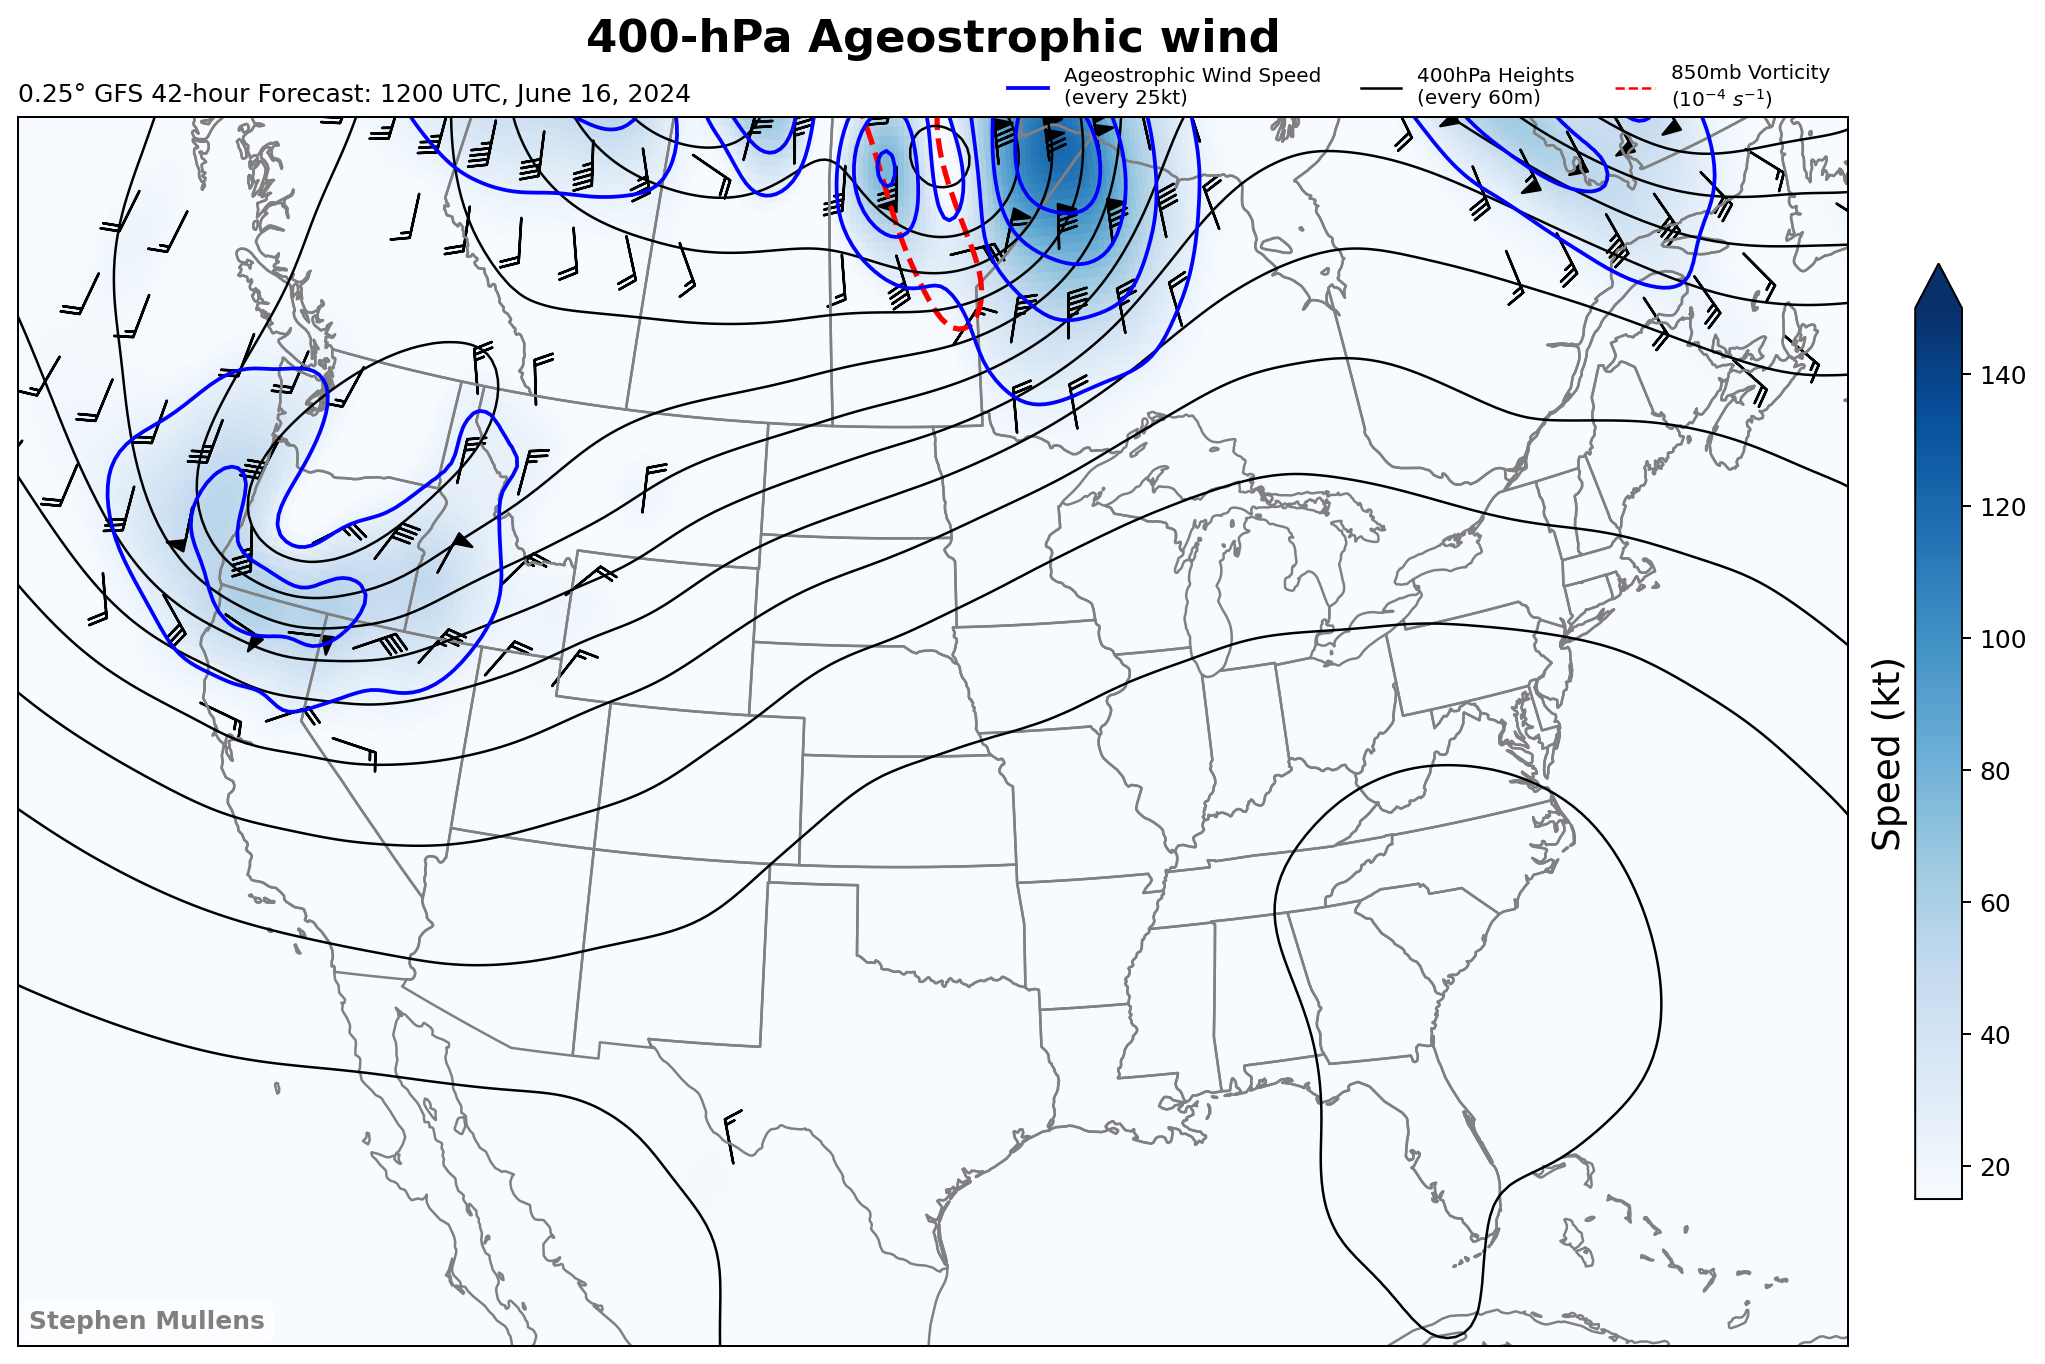 400-hPa Ageostrophic wind
0.25° GFS 42-hour Forecast: 1200 UTC, June 16, 2024
Ageostrophic Wind Speed
(every 25kt)
400hPa Heights
(every 60m)
850mb Vorticity
(10⁻⁴ s⁻¹)
140
120
100
80
60
40
20
Speed (kt)
Stephen Mullens